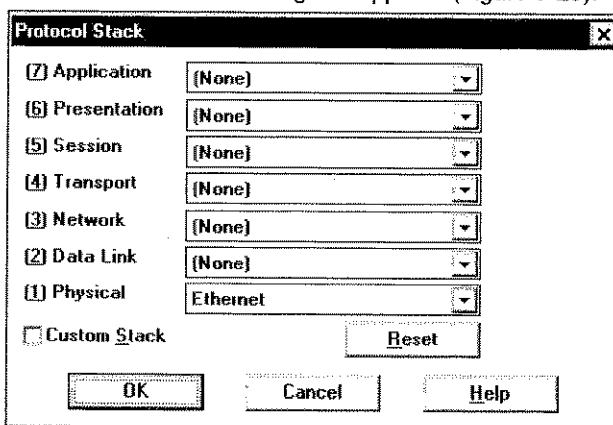 Protocol Stack
(7) Application (None)
(6) Presentation (None)
(5) Session (None)
(4) Transport (None)
(3) Network (None)
(2) Data Link (None)
(1) Physical Ethernet
Custom Stack Reset
OK Cancel Help